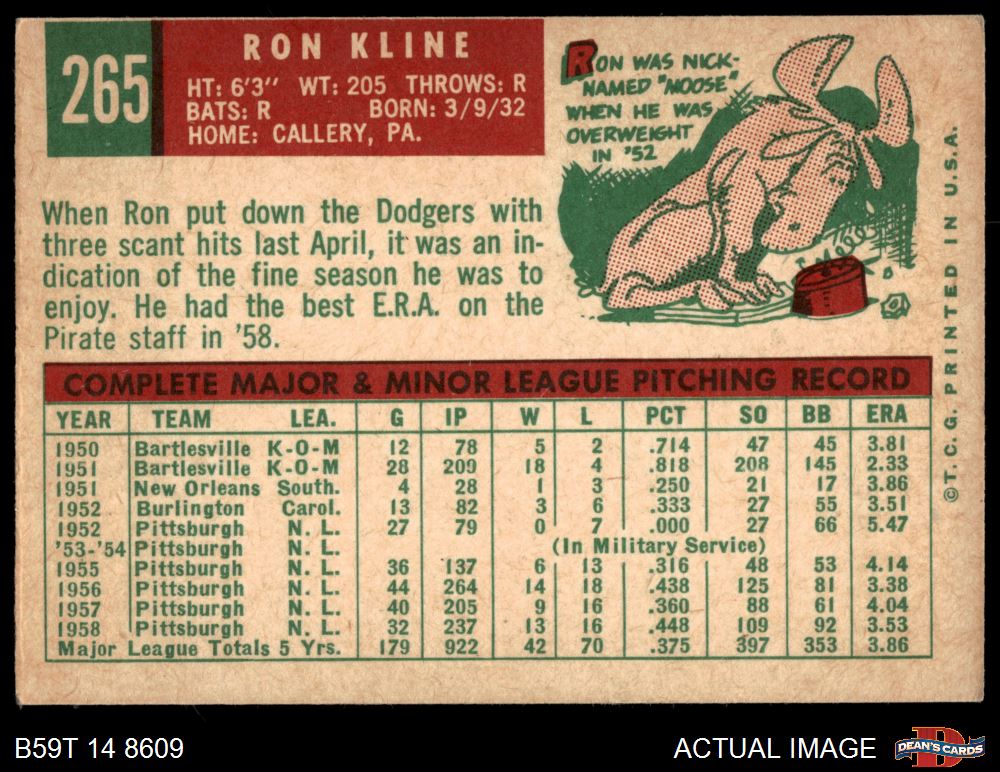 265
RON KLINE
HT: 6'3" WT: 205 THROWS: R
BATS: R BORN: 3/9/32
HOME: CALLERY, PA.
RON WAS NICK-
NAMED "MOOSE"
WHEN HE WAS
OVERWEIGHT
IN '52
When Ron put down the Dodgers with
three scant hits last April, it was an in-
dication of the fine season he was to
enjoy. He had the best E.R.A. on the
Pirate staff in '58.
COMPLETE MAJOR & MINOR LEAGUE PITCHING RECORD
YEAR TEAM LEA. G IP W L PCT SO BB ERA
1950 Bartlesville K-O-M 12 78 5 2 .714 47 45 3.81
1951 Bartlesville K-O-M 28 209 18 4 .818 208 145 2.33
1951 New Orleans South. 4 28 1 3 .250 21 17 3.86
1952 Burlington Carol. 13 82 3 6 .333 27 55 3.51
1952 Pittsburgh N. L. 27 79 0 7 .000 27 66 5.47
'53-'54 Pittsburgh N. L. (In Military Service)
1955 Pittsburgh N. L. 36 137 6 13 .316 48 53 4.14
1956 Pittsburgh N. L. 44 264 14 18 .438 125 81 3.38
1957 Pittsburgh N. L. 40 205 9 16 .360 88 61 4.04
1958 Pittsburgh N. L. 32 237 13 16 .448 109 92 3.53
Major League Totals 5 Yrs. 179 922 42 70 .375 397 353 3.86
©T. C. G. PRINTED IN U.S.A.
B59T 14 8609
ACTUAL IMAGE
DEAN'S CARDS